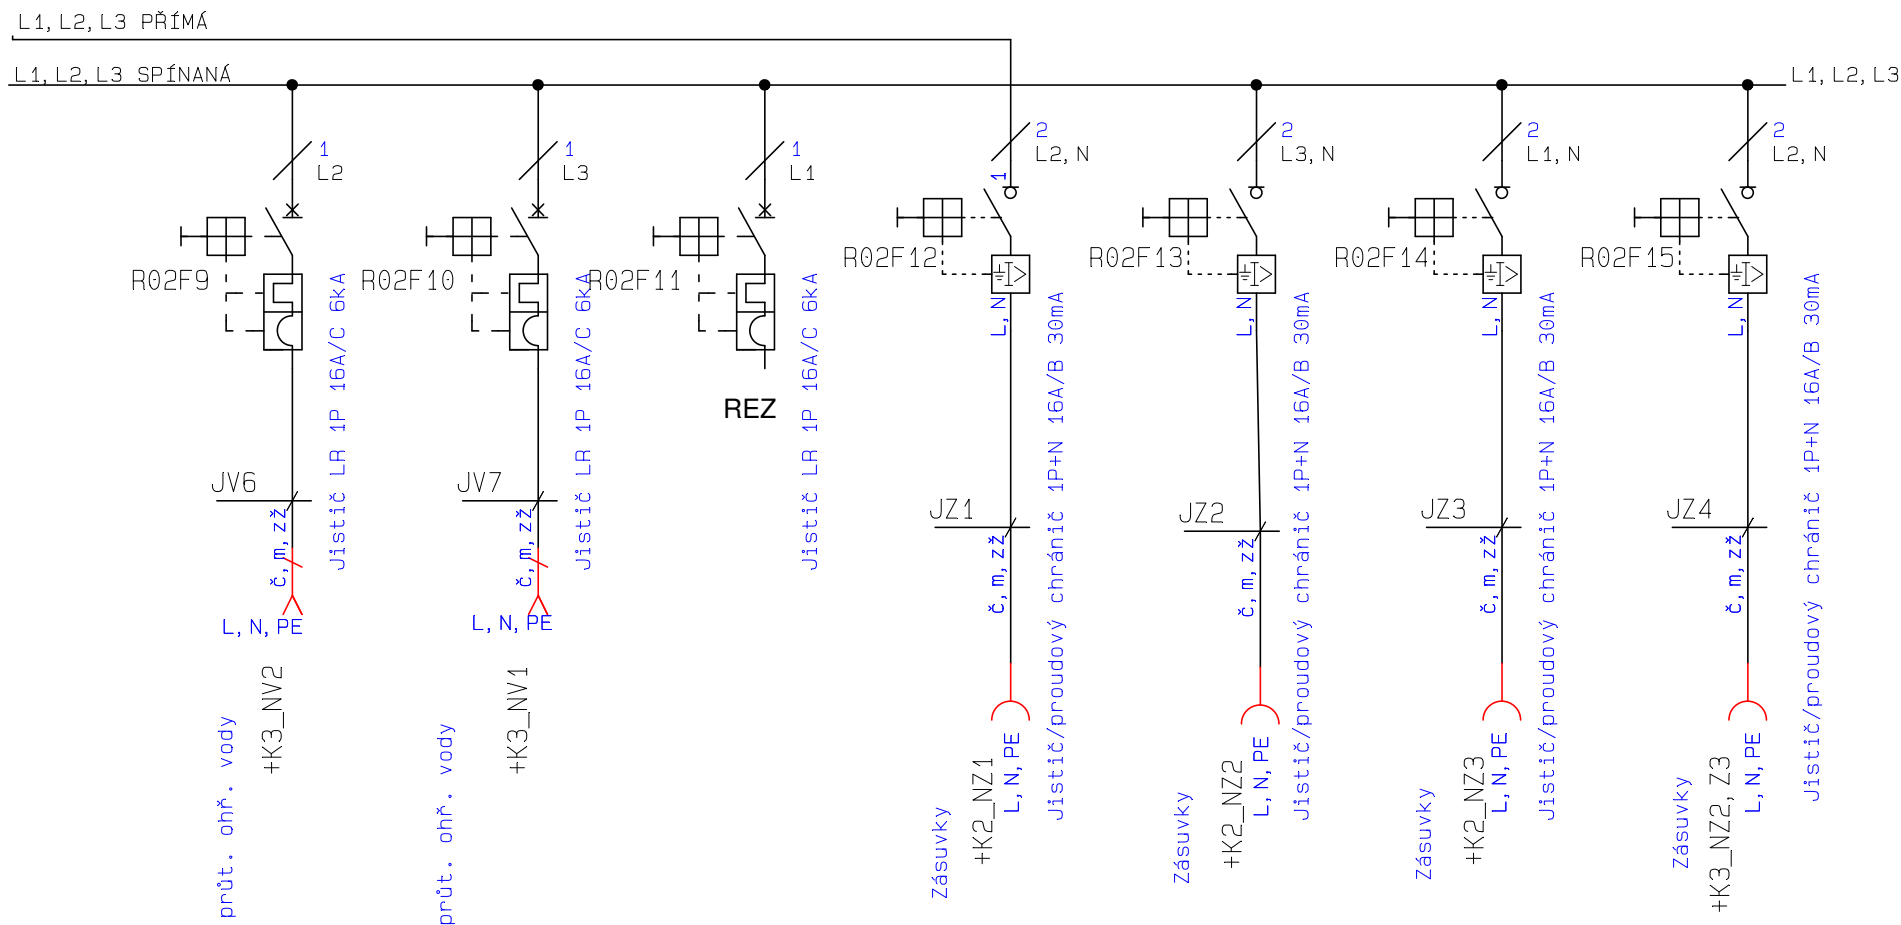 L1, L2, L3 PŘÍMÁ
L1, L2, L3 SPÍNANÁ
L1, L2, L3
1
L2
R02F9
Jistič LR 1P 16A/C 6kA
JV6
č, m, zž
L, N, PE
+K3_NV2
průt. ohř. vody
1
L3
R02F10
Jistič LR 1P 16A/C 6kA
JV7
č, m, zž
L, N, PE
+K3_NV1
průt. ohř. vody
1
L1
R02F11
Jistič LR 1P 16A/C 6kA
REZ
2
L2, N
1
R02F12
L, N
Jistič/proudový chránič 1P+N 16A/B 30mA
JZ1
č, m, zž
L, N, PE
+K2_NZ1
Zásuvky
2
L3, N
R02F13
L, N
Jistič/proudový chránič 1P+N 16A/B 30mA
JZ2
č, m, zž
L, N, PE
+K2_NZ2
Zásuvky
2
L1, N
R02F14
L, N
Jistič/proudový chránič 1P+N 16A/B 30mA
JZ3
č, m, zž
L, N, PE
+K2_NZ3
Zásuvky
2
L2, N
R02F15
L, N
Jistič/proudový chránič 1P+N 16A/B 30mA
JZ4
č, m, zž
L, N, PE
+K3_NZ2, Z3
Zásuvky